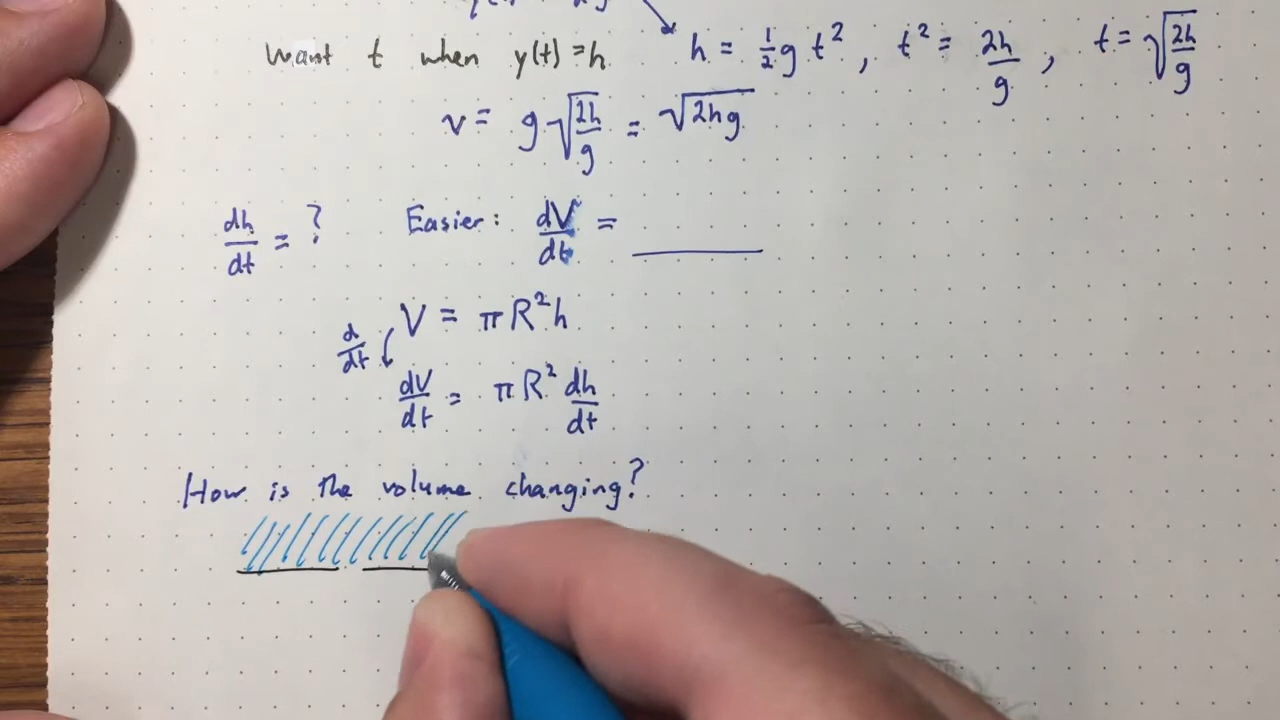 Want t when y(t) = h h = 1/2 g t², t² = 2h/g, t = √(2h/g)
v = g √(2h/g) = √(2hg)
dh/dt = ? Easier: dV/dt = ____
V = πR²h
d/dt
dV/dt = πR² dh/dt
How is the volume changing?